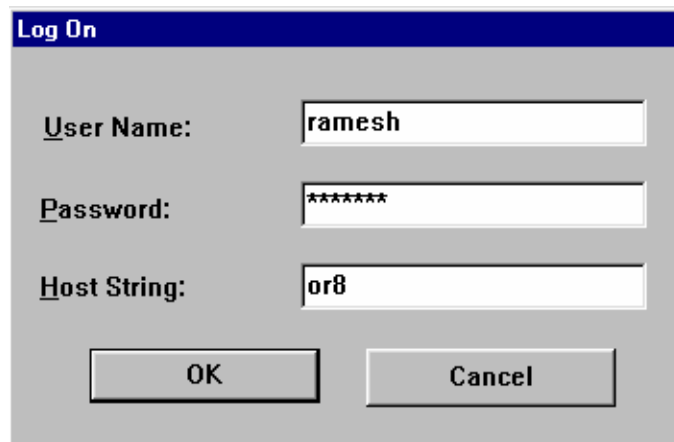 Log On
User Name: ramesh
Password: *******
Host String: or8
OK Cancel